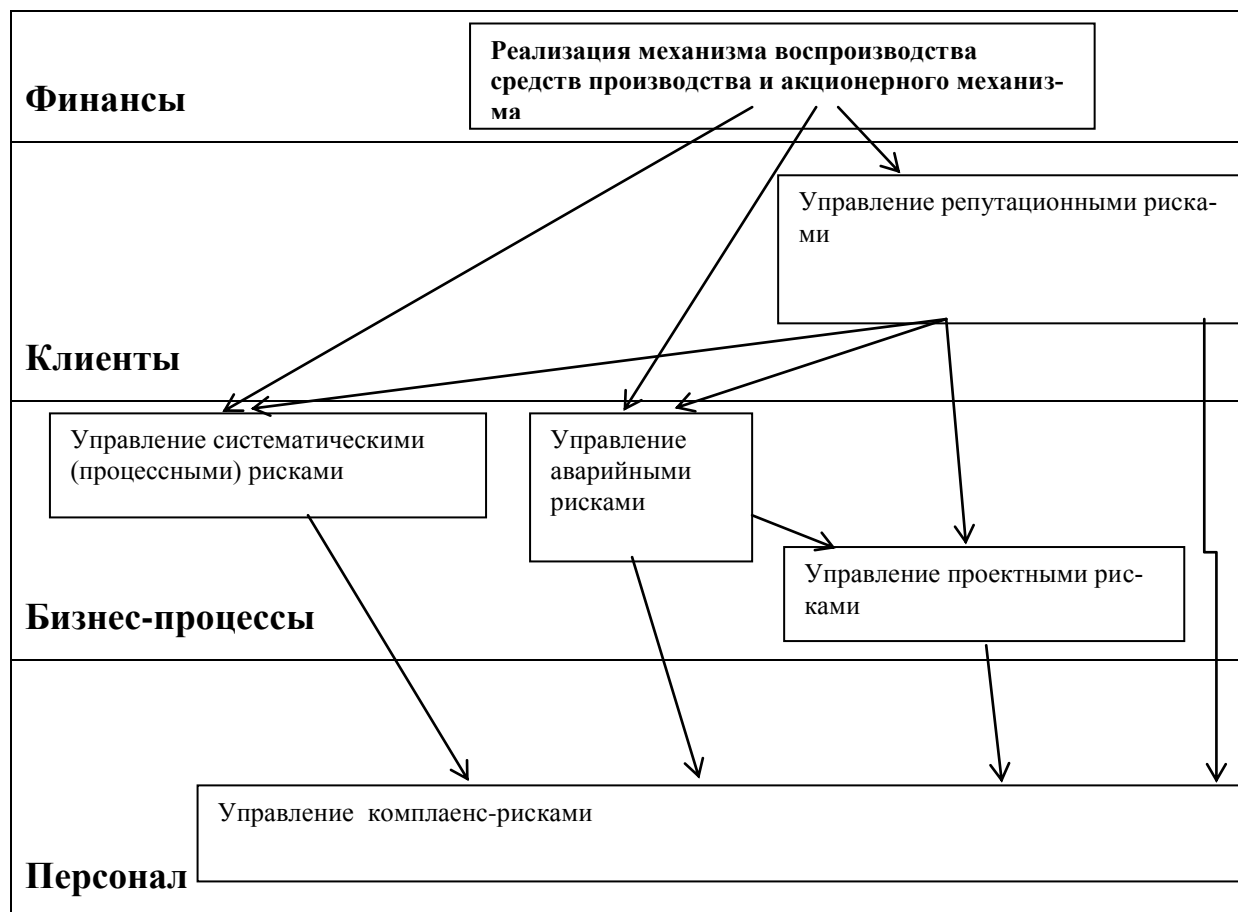 Реализация механизма воспроизводства
средств производства и акционерного механиз-
ма
Финансы
Управление репутационными риска-
ми
Клиенты
Управление систематическими
(процессными) рисками
Управление
аварийными
рисками
Управление проектными рис-
ками
Бизнес-процессы
Управление  комплаенс-рисками
Персонал